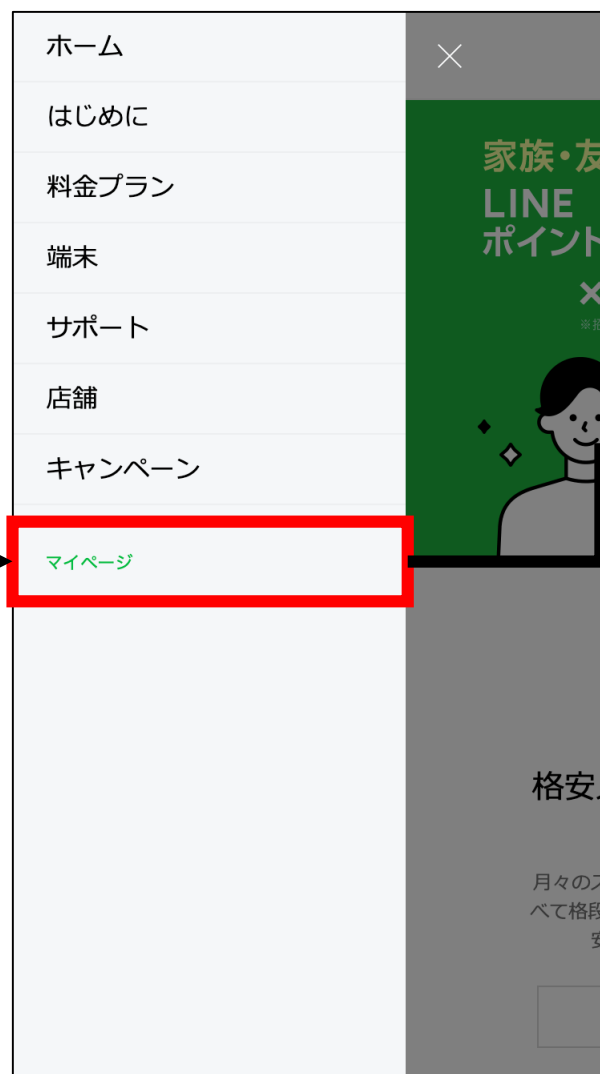 ホーム
はじめに
料金プラン
端末
サポート
店舗
キャンペーン
マイページ
家族・友
LINE
ポイント
格安
月々の
べて格段
安